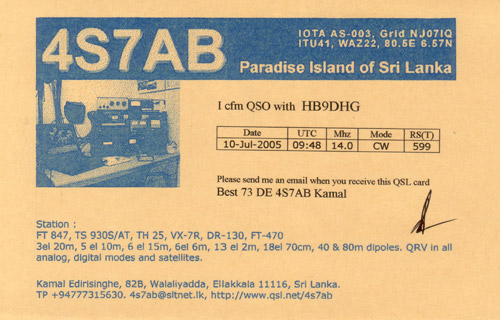 4S7AB
IOTA AS-003, Grid NJ07IQ
ITU41, WAZ22, 80.5E 6.57N
Paradise Island of Sri Lanka
I cfm QSO with HB9DHG
Date UTC Mhz Mode RS(T)
10-Jul-2005 09:48 14.0 CW 599
Please send me an email when you receive this QSL card
Best 73 DE 4S7AB Kamal
Station :
FT 847, TS 930S/AT, TH 25, VX-7R, DR-130, FT-470
3el 20m, 5 el 10m, 6 el 15m, 6el 6m, 13 el 2m, 18el 70cm, 40 & 80m dipoles. QRV in all
analog, digital modes and satellites.
Kamal Edirisinghe, 82B, Walaliyadda, Ellakkala 11116, Sri Lanka.
TP +94777315630. 4s7ab@sltnet.lk, http://www.qsl.net/4s7ab